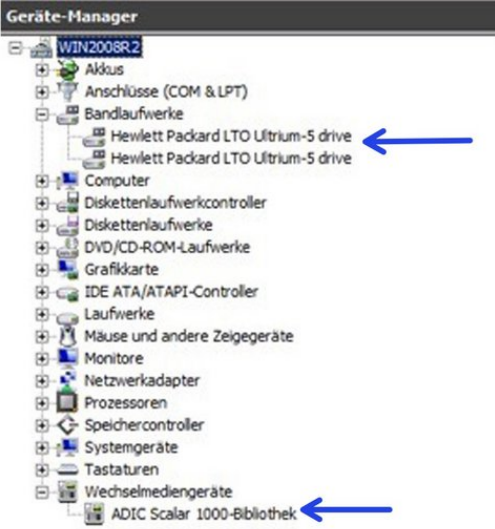 Geräte-Manager
WIN2008R2
Akkus
Anschlüsse (COM & LPT)
Bandlaufwerke
Hewlett Packard LTO Ultrium-5 drive
Hewlett Packard LTO Ultrium-5 drive
Computer
Diskettenlaufwerkcontroller
Diskettenlaufwerke
DVD/CD-ROM-Laufwerke
Grafikkarte
IDE ATA/ATAPI-Controller
Laufwerke
Mäuse und andere Zeigegeräte
Monitore
Netzwerkadapter
Prozessoren
Speichercontroller
Systemgeräte
Tastaturen
Wechselmediengeräte
ADIC Scalar 1000-Bibliothek